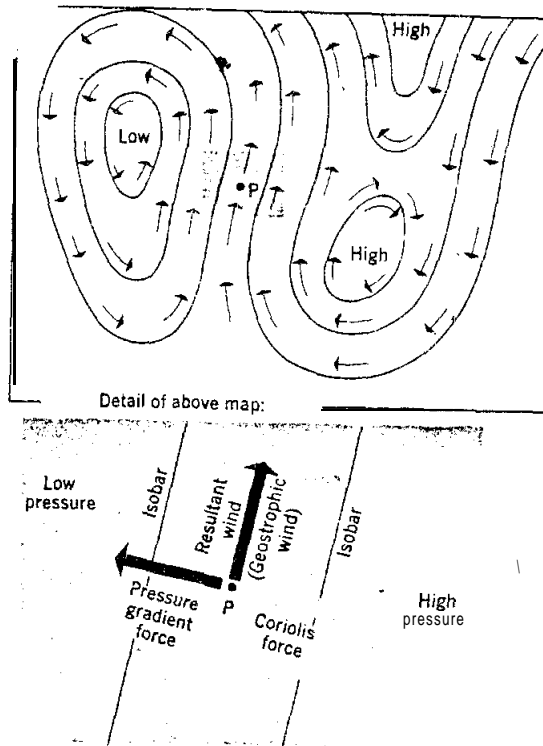 High
Low
P
High
Detail of above map:
Low
pressure
Isobar
Resultant
wind
(Geostrophic
wind)
Isobar
Pressure
gradient
force
P
Coriolis
force
High
pressure